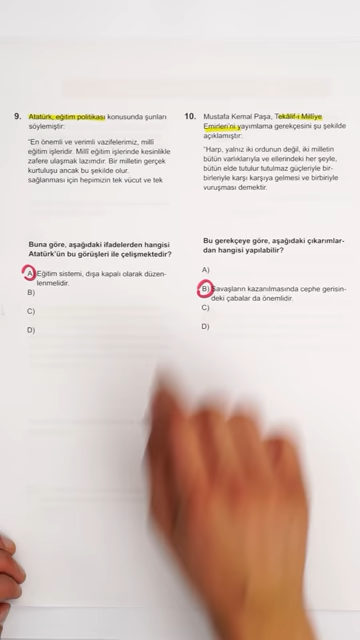 9. Atatürk, eğitim politikası konusunda şunları
söylemiştir:
"En önemli ve verimli vazifelerimiz, millî
eğitim işleridir. Millî eğitim işlerinde kesinlikle
zafere ulaşmak lazımdır. Bir milletin gerçek
kurtuluşu ancak bu şekilde olur.
sağlanması için hepimizin tek vücut ve tek
Buna göre, aşağıdaki ifadelerden hangisi
Atatürk'ün bu görüşleri ile çelişmektedir?
A) Eğitim sistemi, dışa kapalı olarak düzen-
lenmelidir.
B)
C)
D)
10. Mustafa Kemal Paşa, Tekâlif-i Millîye
Emirleri'ni yayımlama gerekçesini şu şekilde
açıklamıştır:
"Harp, yalnız iki ordunun değil, iki milletin
bütün varlıklarıyla ve ellerindeki her şeyle,
bütün elde tutulur tutulmaz güçleriyle bir-
birleriyle karşı karşıya gelmesi ve birbiriyle
vuruşması demektir.
Bu gerekçeye göre, aşağıdaki çıkarımlar-
dan hangisi yapılabilir?
A)
B) Savaşların kazanılmasında cephe gerisin-
deki çabalar da önemlidir.
C)
D)